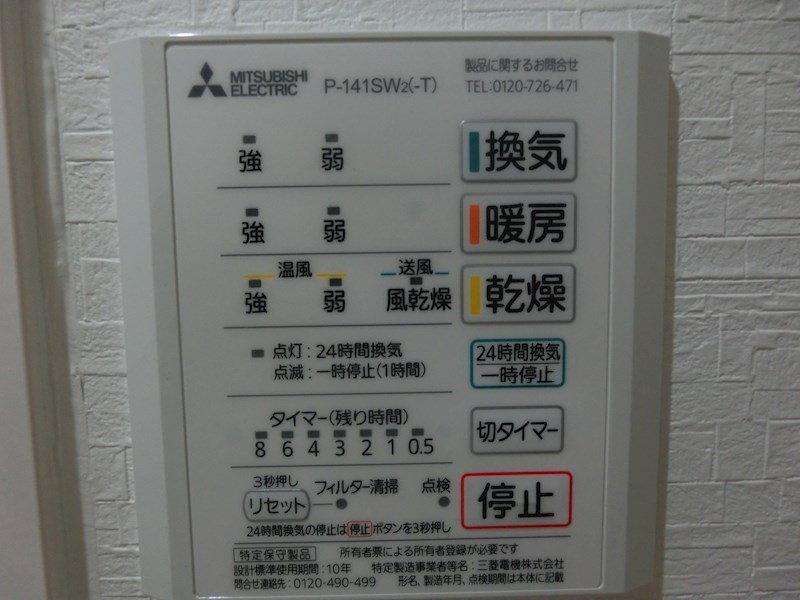 MITSUBISHI ELECTRIC P-141SW2(-T)
製品に関するお問合せ
TEL:0120-726-471
強 弱 換気
強 弱 暖房
温風 送風
強 弱 風乾燥 乾燥
点灯：24時間換気
点滅：一時停止(1時間)
24時間換気
一時停止
タイマー(残り時間)
8 6 4 3 2 1 0.5
切タイマー
3秒押し
リセット フィルター清掃 点検
停止
24時間換気の停止は停止ボタンを3秒押し
特定保守製品 所有者票による所有者登録が必要です
設計標準使用期間：10年 特定製造事業者等名：三菱電機株式会社
問合せ連絡先：0120-490-499 形名、製造年月、点検期間は本体に記載